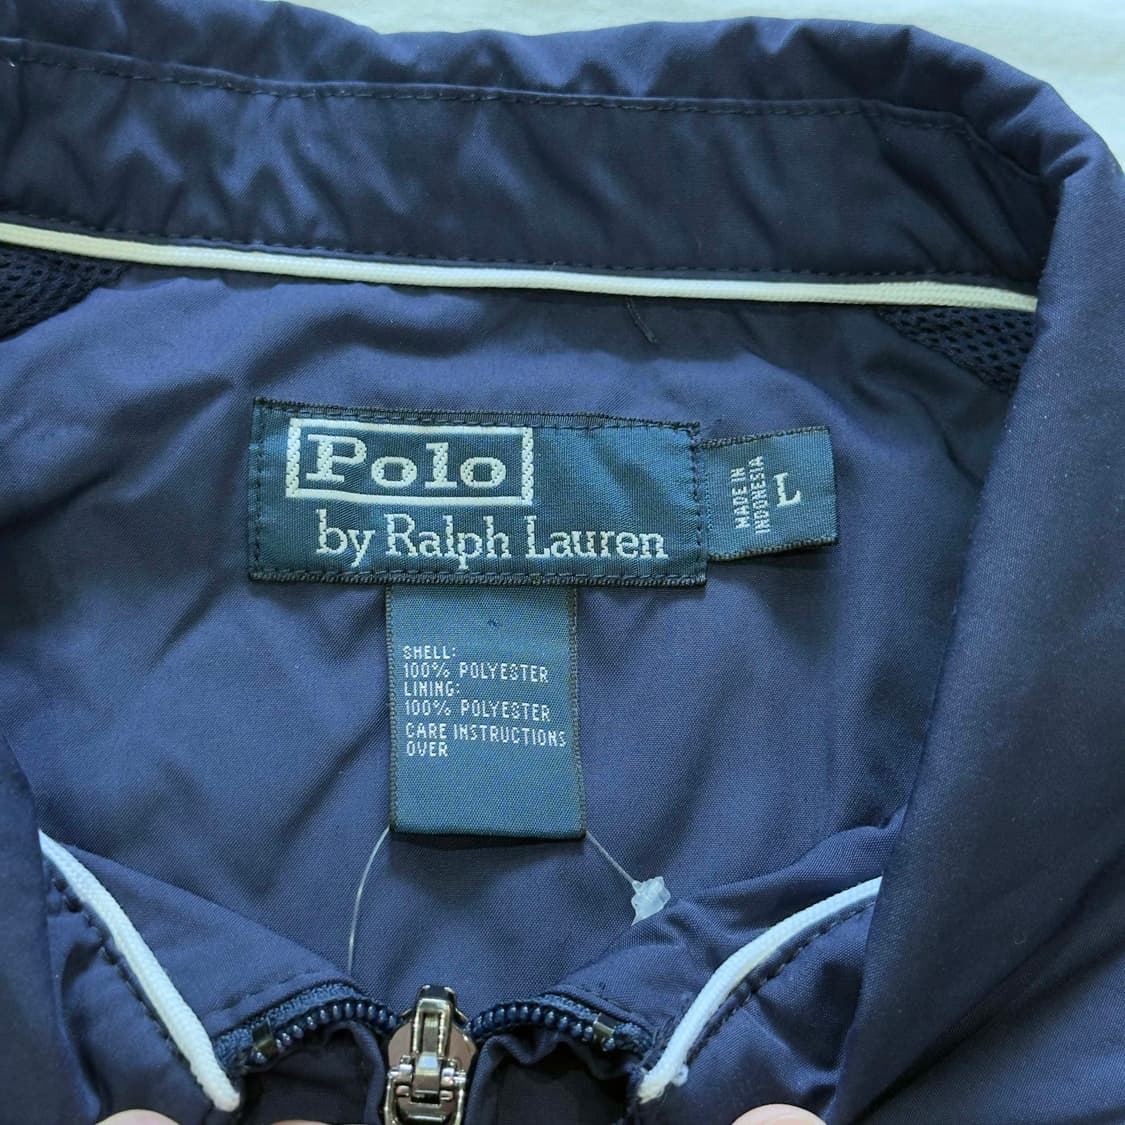 Polo
by Ralph Lauren
MADE IN
INDONESIA
L
SHELL:
100% POLYESTER
LINING:
100% POLYESTER
CARE INSTRUCTIONS
OVER